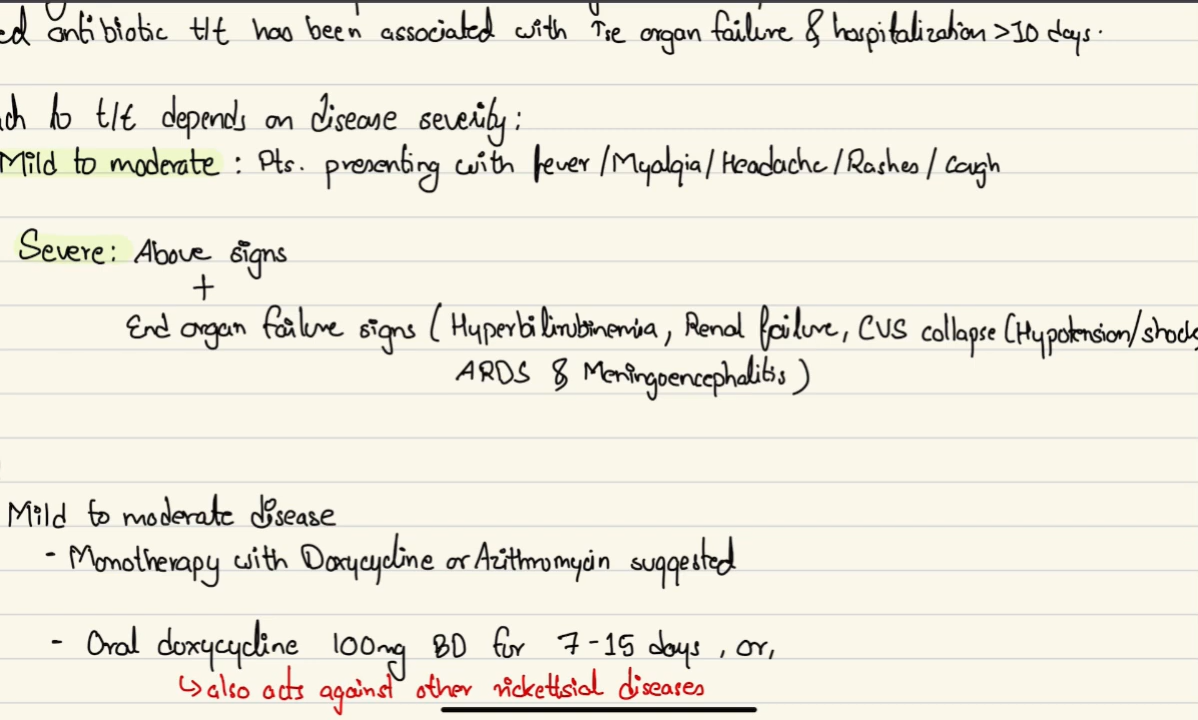 ed antibiotic t/t has been associated with ↑se organ failure & hospitalization >10 days.
ch to t/t depends on disease severity:
Mild to moderate : Pts. presenting with fever /Myalgia/Headache/Rashes/Cough
Severe: Above signs
+
End organ failure signs (Hyperbilirubinemia, Renal failure, CVS collapse (Hypotension/shock
ARDS & Meningoencephalitis)
Mild to moderate disease
- Monotherapy with Doxycycline or Azithromycin suggested
- Oral doxycycline 100mg BD for 7-15 days, or,
↳ also acts against other rickettsial diseases